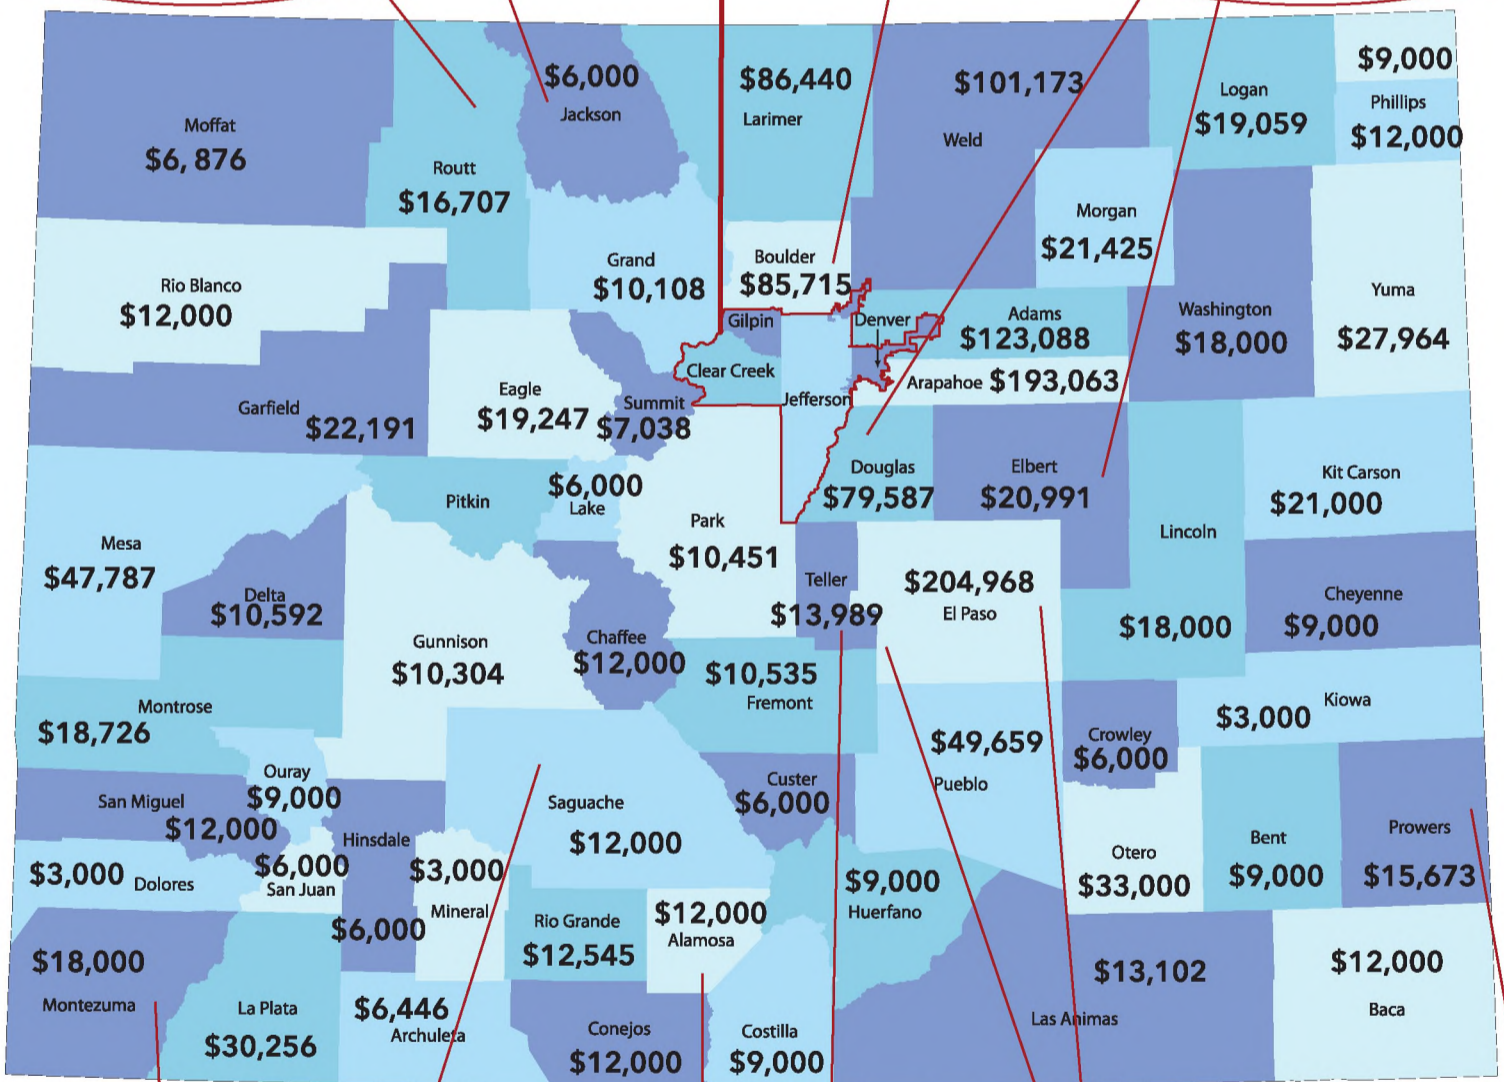 $6,000
Jackson
$86,440
Larimer
$101,173
Weld
Logan
$19,059
$9,000
Phillips
$12,000
Moffat
$6, 876
Routt
$16,707
Morgan
$21,425
Grand
$10,108
Boulder
$85,715
Rio Blanco
$12,000
Yuma
$27,964
Washington
$18,000
Gilpin
Denver
Adams
$123,088
Clear Creek
Jefferson
Arapahoe $193,063
Eagle
$19,247
Summit
$7,038
Garfield $22,191
Pitkin
$6,000
Lake
Douglas
$79,587
Elbert
$20,991
Kit Carson
$21,000
Park
$10,451
Lincoln
$18,000
Mesa
$47,787
Delta
$10,592
Teller
$13,989
$204,968
El Paso
Cheyenne
$9,000
Gunnison
$10,304
Chaffee
$12,000
$10,535
Fremont
Montrose
$18,726
$3,000 Kiowa
Crowley
$6,000
$49,659
Pueblo
Ouray
$9,000
San Miguel
$12,000
Saguache
$12,000
Custer
$6,000
Hinsdale
$6,000
$3,000 Dolores
$6,000
San Juan
$3,000
Mineral
Otero
$33,000
Bent
$9,000
Prowers
$15,673
$9,000
Huerfano
Rio Grande
$12,545
$12,000
Alamosa
$18,000
Montezuma
La Plata
$30,256
$6,446
Archuleta
Conejos
$12,000
Costilla
$9,000
$13,102
Las Animas
$12,000
Baca